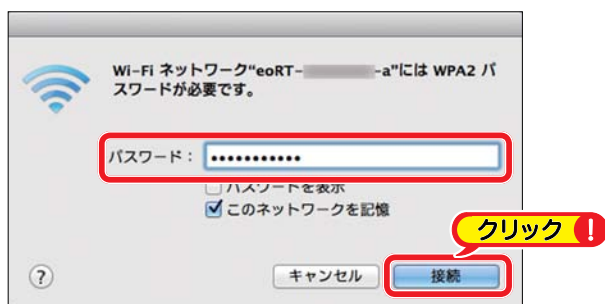 Wi-Fi ネットワーク“eoRT- -a”には WPA2 パ
スワードが必要です。
パスワード： •••••••••••
パスワードを表示
このネットワークを記憶
クリック !
? キャンセル 接続